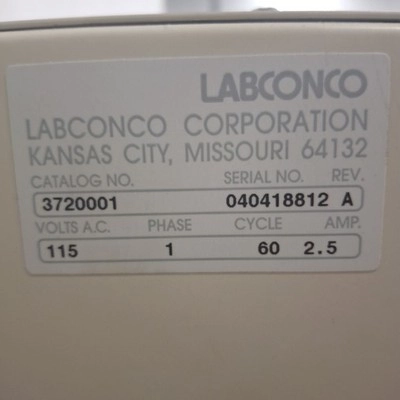 LABCONCO
LABCONCO CORPORATION
KANSAS CITY, MISSOURI 64132
CATALOG NO. SERIAL NO. REV.
3720001 040418812 A
VOLTS A.C. PHASE CYCLE AMP.
115 1 60 2.5